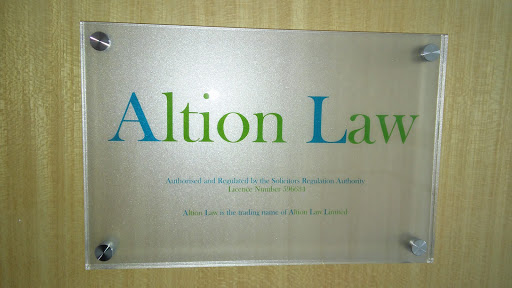 Altion Law
Authorised and Regulated by the Solicitors Regulation Authority
Licence Number 596634
Altion Law is the trading name of Altion Law Limited